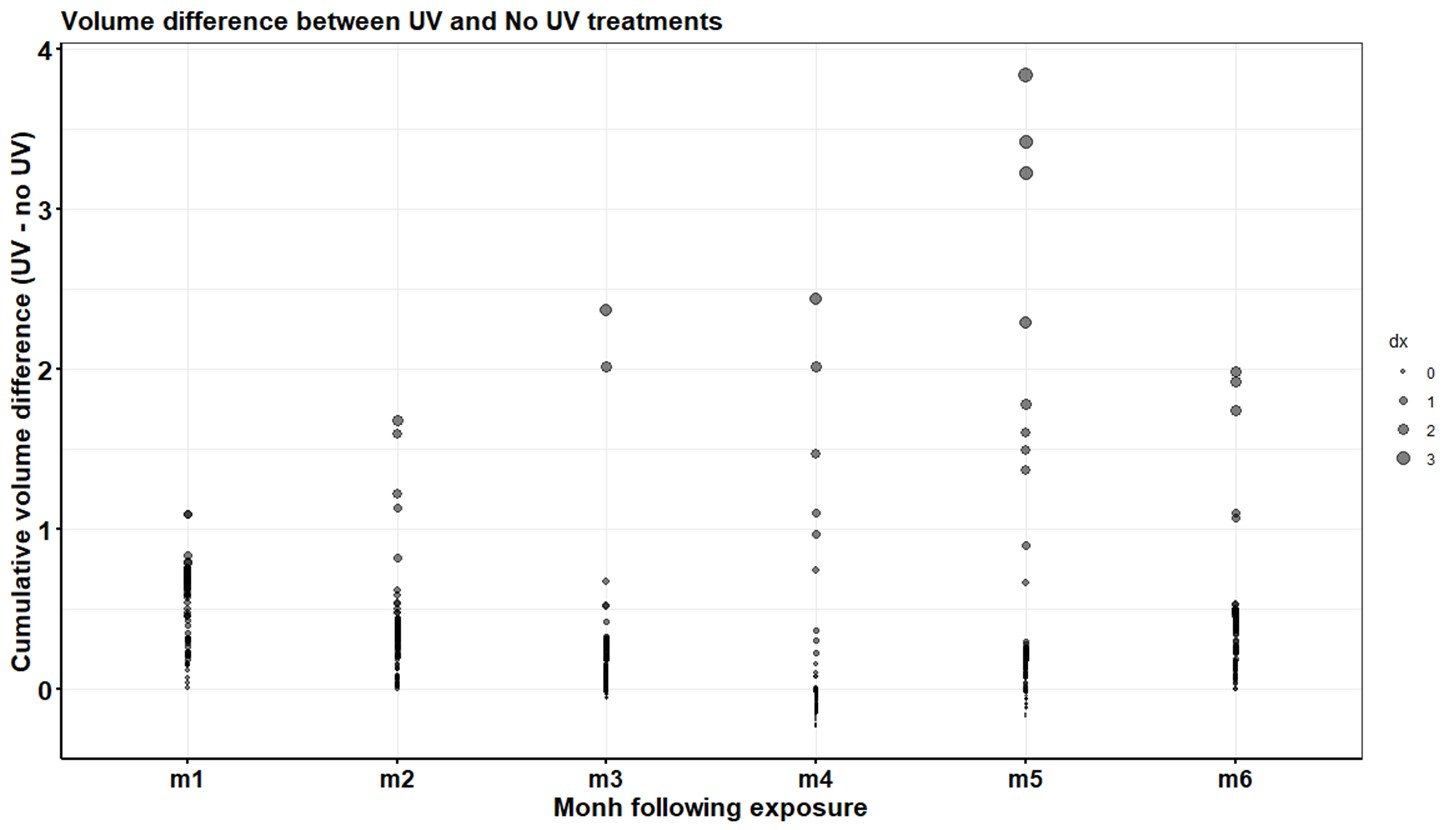 Volume difference between UV and No UV treatments
Cumulative volume difference (UV - no UV)
4
3
2
1
0
m1 m2 m3 m4 m5 m6
Monh following exposure
dx
0
1
2
3